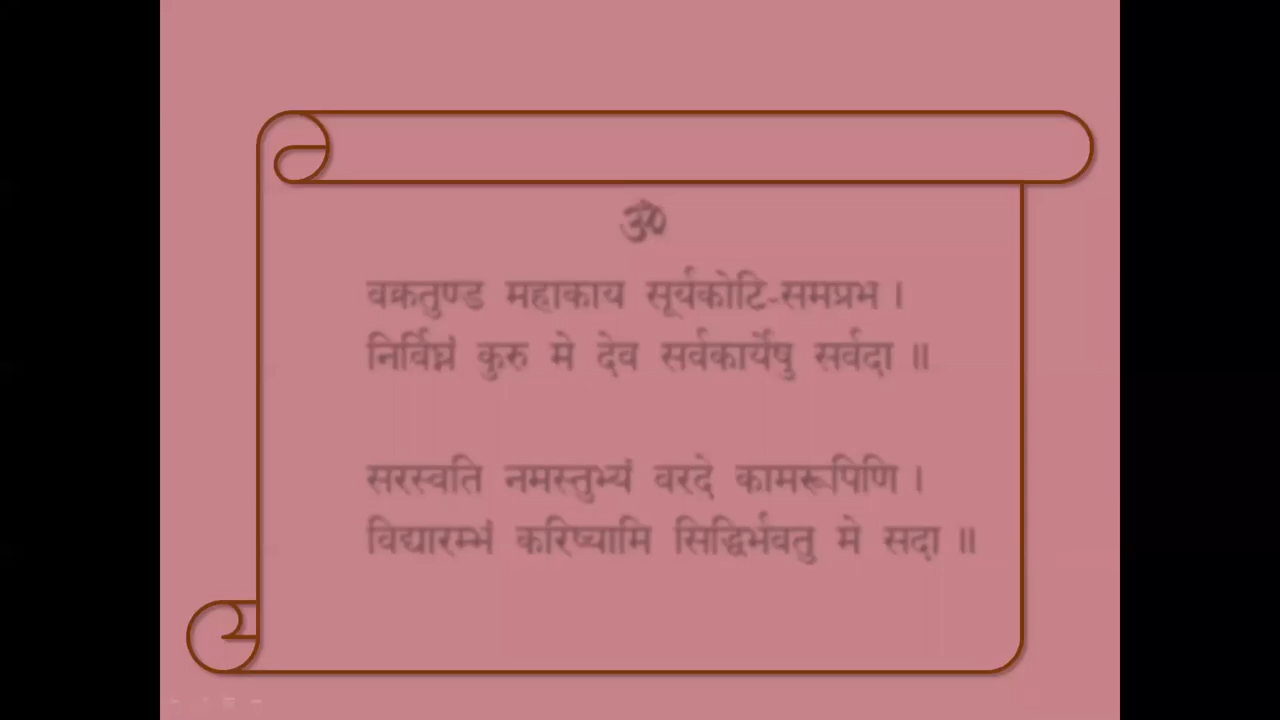 ॐ
वक्रतुण्ड महाकाय सूर्यकोटि-समप्रभ ।
निर्विघ्नं कुरु मे देव सर्वकार्येषु सर्वदा ॥
सरस्वति नमस्तुभ्यं वरदे कामरूपिणि ।
विद्यारम्भं करिष्यामि सिद्धिर्भवतु मे सदा ॥